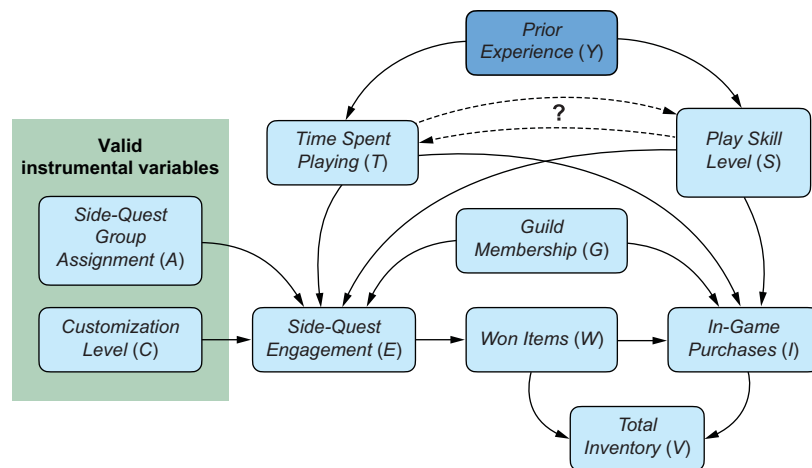 Prior
Experience (Y)
?
Time Spent
Playing (T)
Play Skill
Level (S)
Valid
instrumental variables
Side-Quest
Group
Assignment (A)
Guild
Membership (G)
Customization
Level (C)
Side-Quest
Engagement (E)
Won Items (W)
In-Game
Purchases (I)
Total
Inventory (V)